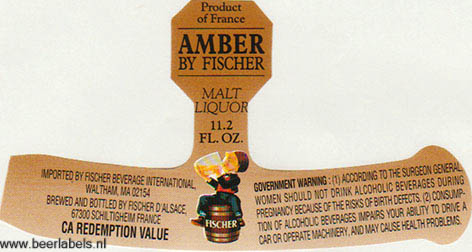 Product
of France
AMBER
BY FISCHER
MALT
LIQUOR
11.2
FL. OZ.
IMPORTED BY FISCHER BEVERAGE INTERNATIONAL,
WALTHAM, MA 02154
BREWED AND BOTTLED BY FISCHER D'ALSACE,
67300 SCHILTIGHEIM FRANCE
CA REDEMPTION VALUE
FISCHER
GOVERNMENT WARNING : (1) ACCORDING TO THE SURGEON GENERAL,
WOMEN SHOULD NOT DRINK ALCOHOLIC BEVERAGES DURING
PREGNANCY BECAUSE OF THE RISKS OF BIRTH DEFECTS. (2) CONSUMP-
TION OF ALCOHOLIC BEVERAGES IMPAIRS YOUR ABILITY TO DRIVE A
CAR OR OPERATE MACHINERY, AND MAY CAUSE HEALTH PROBLEMS.
www.beerlabels.nl